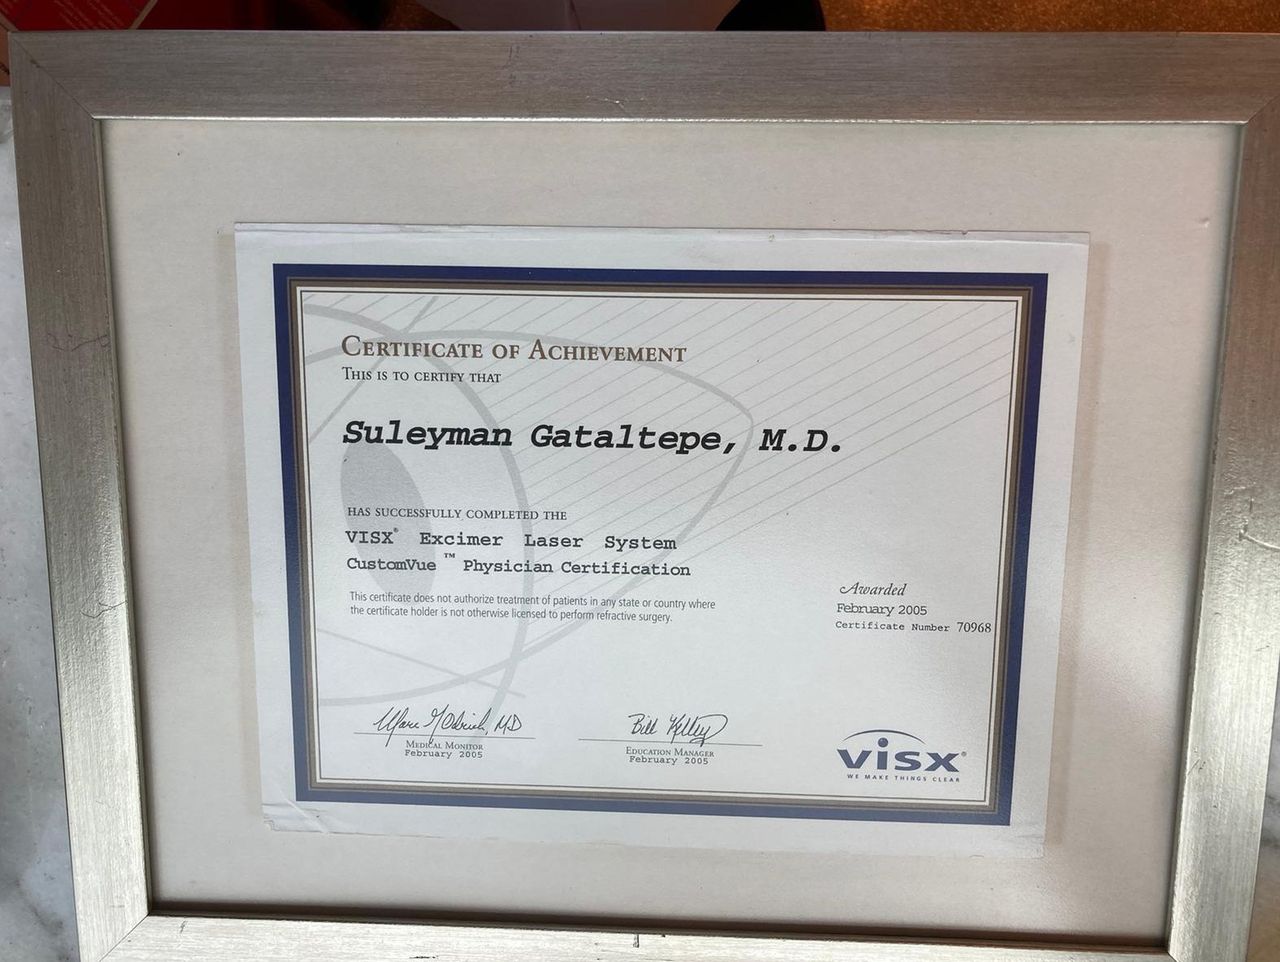 CERTIFICATE OF ACHIEVEMENT
THIS IS TO CERTIFY THAT
Suleyman Gataltepe, M.D.
HAS SUCCESSFULLY COMPLETED THE
VISX® Excimer Laser System
CustomVue™ Physician Certification
This certificate does not authorize treatment of patients in any state or country where
the certificate holder is not otherwise licensed to perform refractive surgery.
Awarded
February 2005
Certificate Number 70968
MEDICAL MONITOR
February 2005
Bill Kelley
EDUCATION MANAGER
February 2005
VISX®
WE MAKE THINGS CLEAR